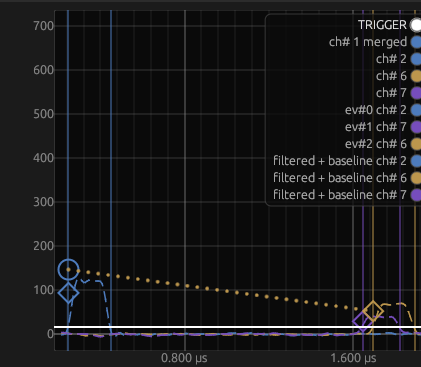 700
600
500
400
300
200
100
0
TRIGGER
ch# 1 merged
ch# 2
ch# 6
ch# 7
ev#0 ch# 2
ev#1 ch# 7
ev#2 ch# 6
filtered + baseline ch# 2
filtered + baseline ch# 6
filtered + baseline ch# 7
0.800 µs
1.600 µs